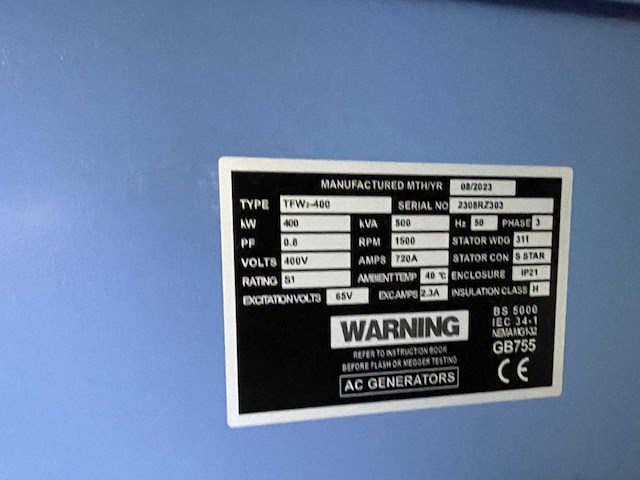 MANUFACTURED MTH/YR 08/2023
TYPE TFW2-400 SERIAL NO 2308RZ303
kW 400 kVA 500 Hz 50 PHASE 3
PF 0.8 RPM 1500 STATOR WDG 311
VOLTS 400V AMPS 720A STATOR CON S STAR
RATING S1 AMBIENT TEMP 40 ℃ ENCLOSURE IP21
EXCITATION VOLTS 65V EXC.AMPS 2.3A INSULATION CLASS H
WARNING
REFER TO INSTRUCTION BOOK
BEFORE FLASH OR MEGGER TESTING
AC GENERATORS
BS 5000
IEC 34-1
NEMA MG1-32
GB755
CE